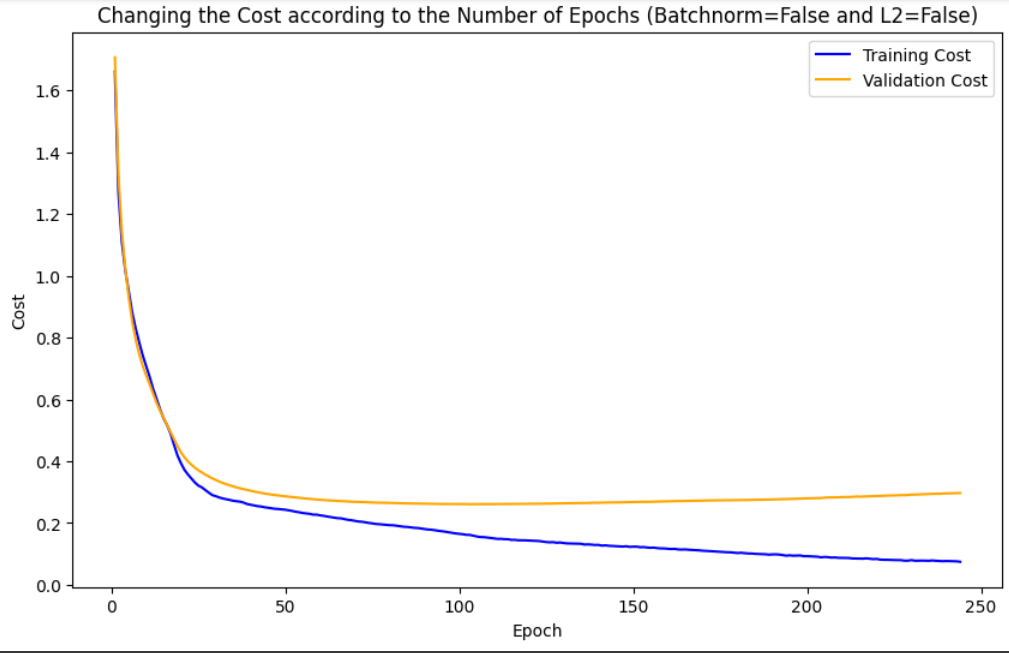 Changing the Cost according to the Number of Epochs (Batchnorm=False and L2=False)
Training Cost
Validation Cost
1.6
1.4
1.2
1.0
0.8
0.6
0.4
0.2
0.0
Cost
0 50 100 150 200 250
Epoch